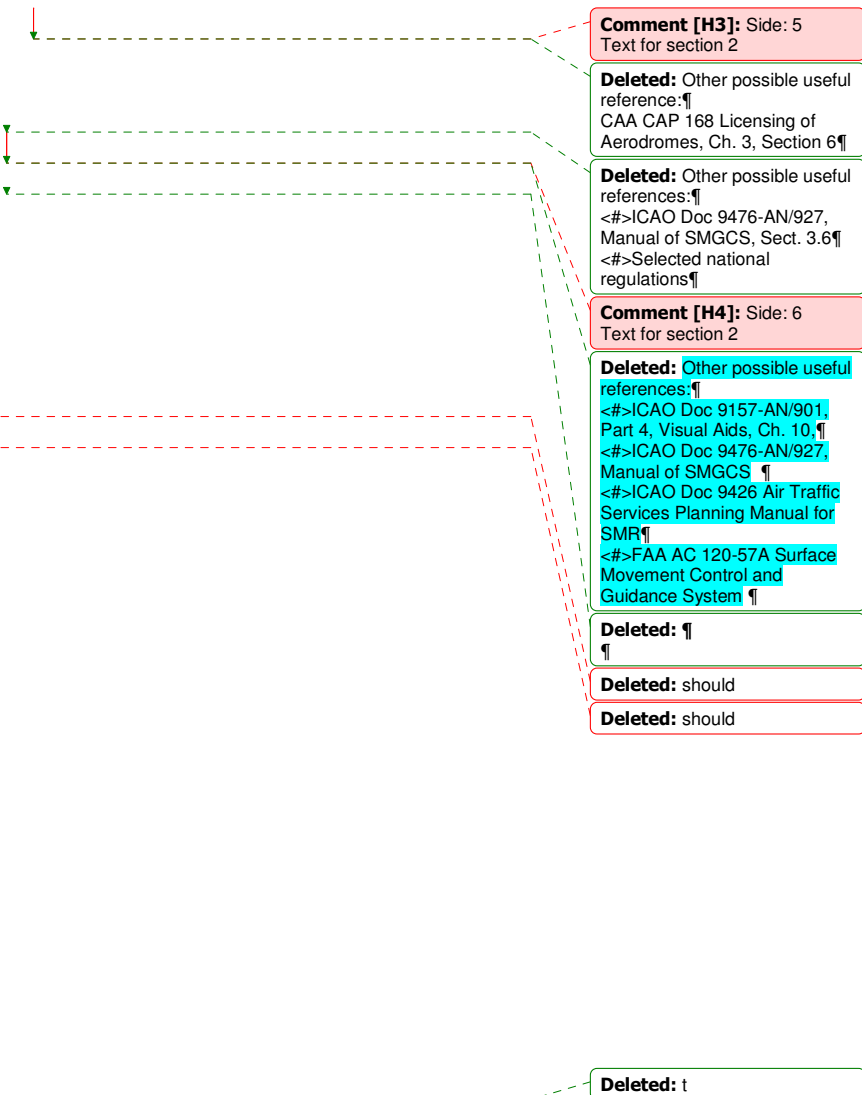 Comment [H3]: Side: 5
Text for section 2
Deleted: Other possible useful
reference:¶
CAA CAP 168 Licensing of
Aerodromes, Ch. 3, Section 6¶
Deleted: Other possible useful
references:¶
<#>ICAO Doc 9476-AN/927,
Manual of SMGCS, Sect. 3.6¶
<#>Selected national
regulations¶
Comment [H4]: Side: 6
Text for section 2
Deleted: Other possible useful
references:¶
<#>ICAO Doc 9157-AN/901,
Part 4, Visual Aids, Ch. 10,¶
<#>ICAO Doc 9476-AN/927,
Manual of SMGCS ¶
<#>ICAO Doc 9426 Air Traffic
Services Planning Manual for
SMR¶
<#>FAA AC 120-57A Surface
Movement Control and
Guidance System ¶
Deleted: ¶
¶
Deleted: should
Deleted: should
Deleted: t